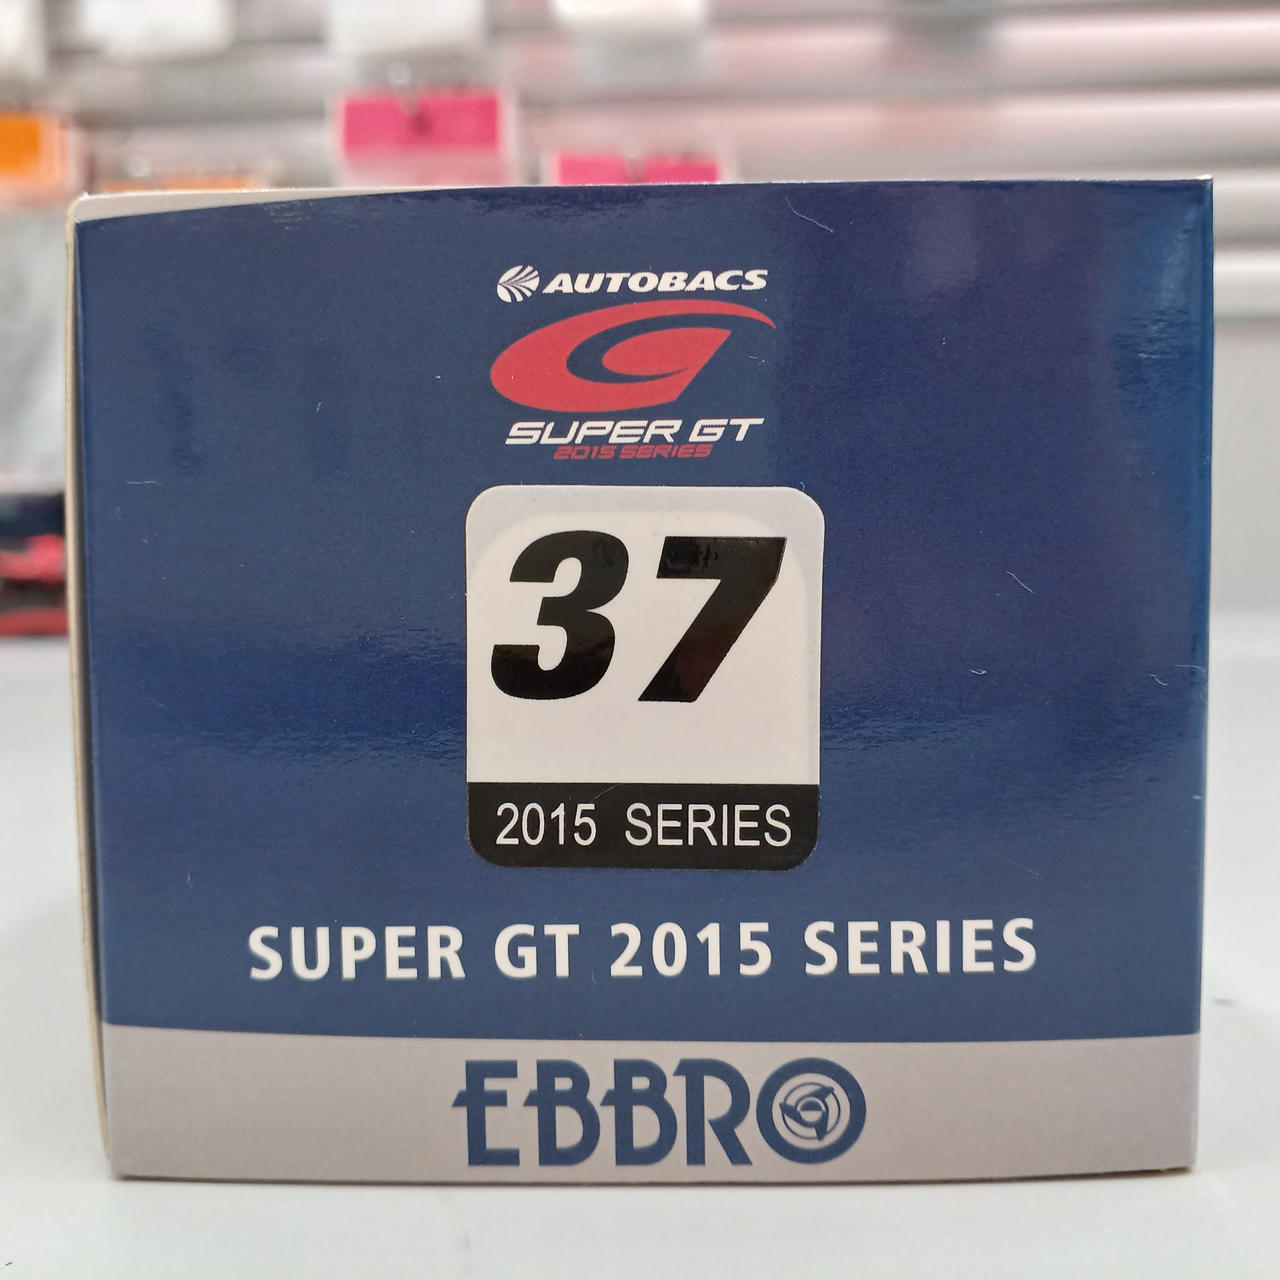 AUTOBACS
SUPER GT
2015 SERIES
37
2015 SERIES
SUPER GT 2015 SERIES
EBBRO